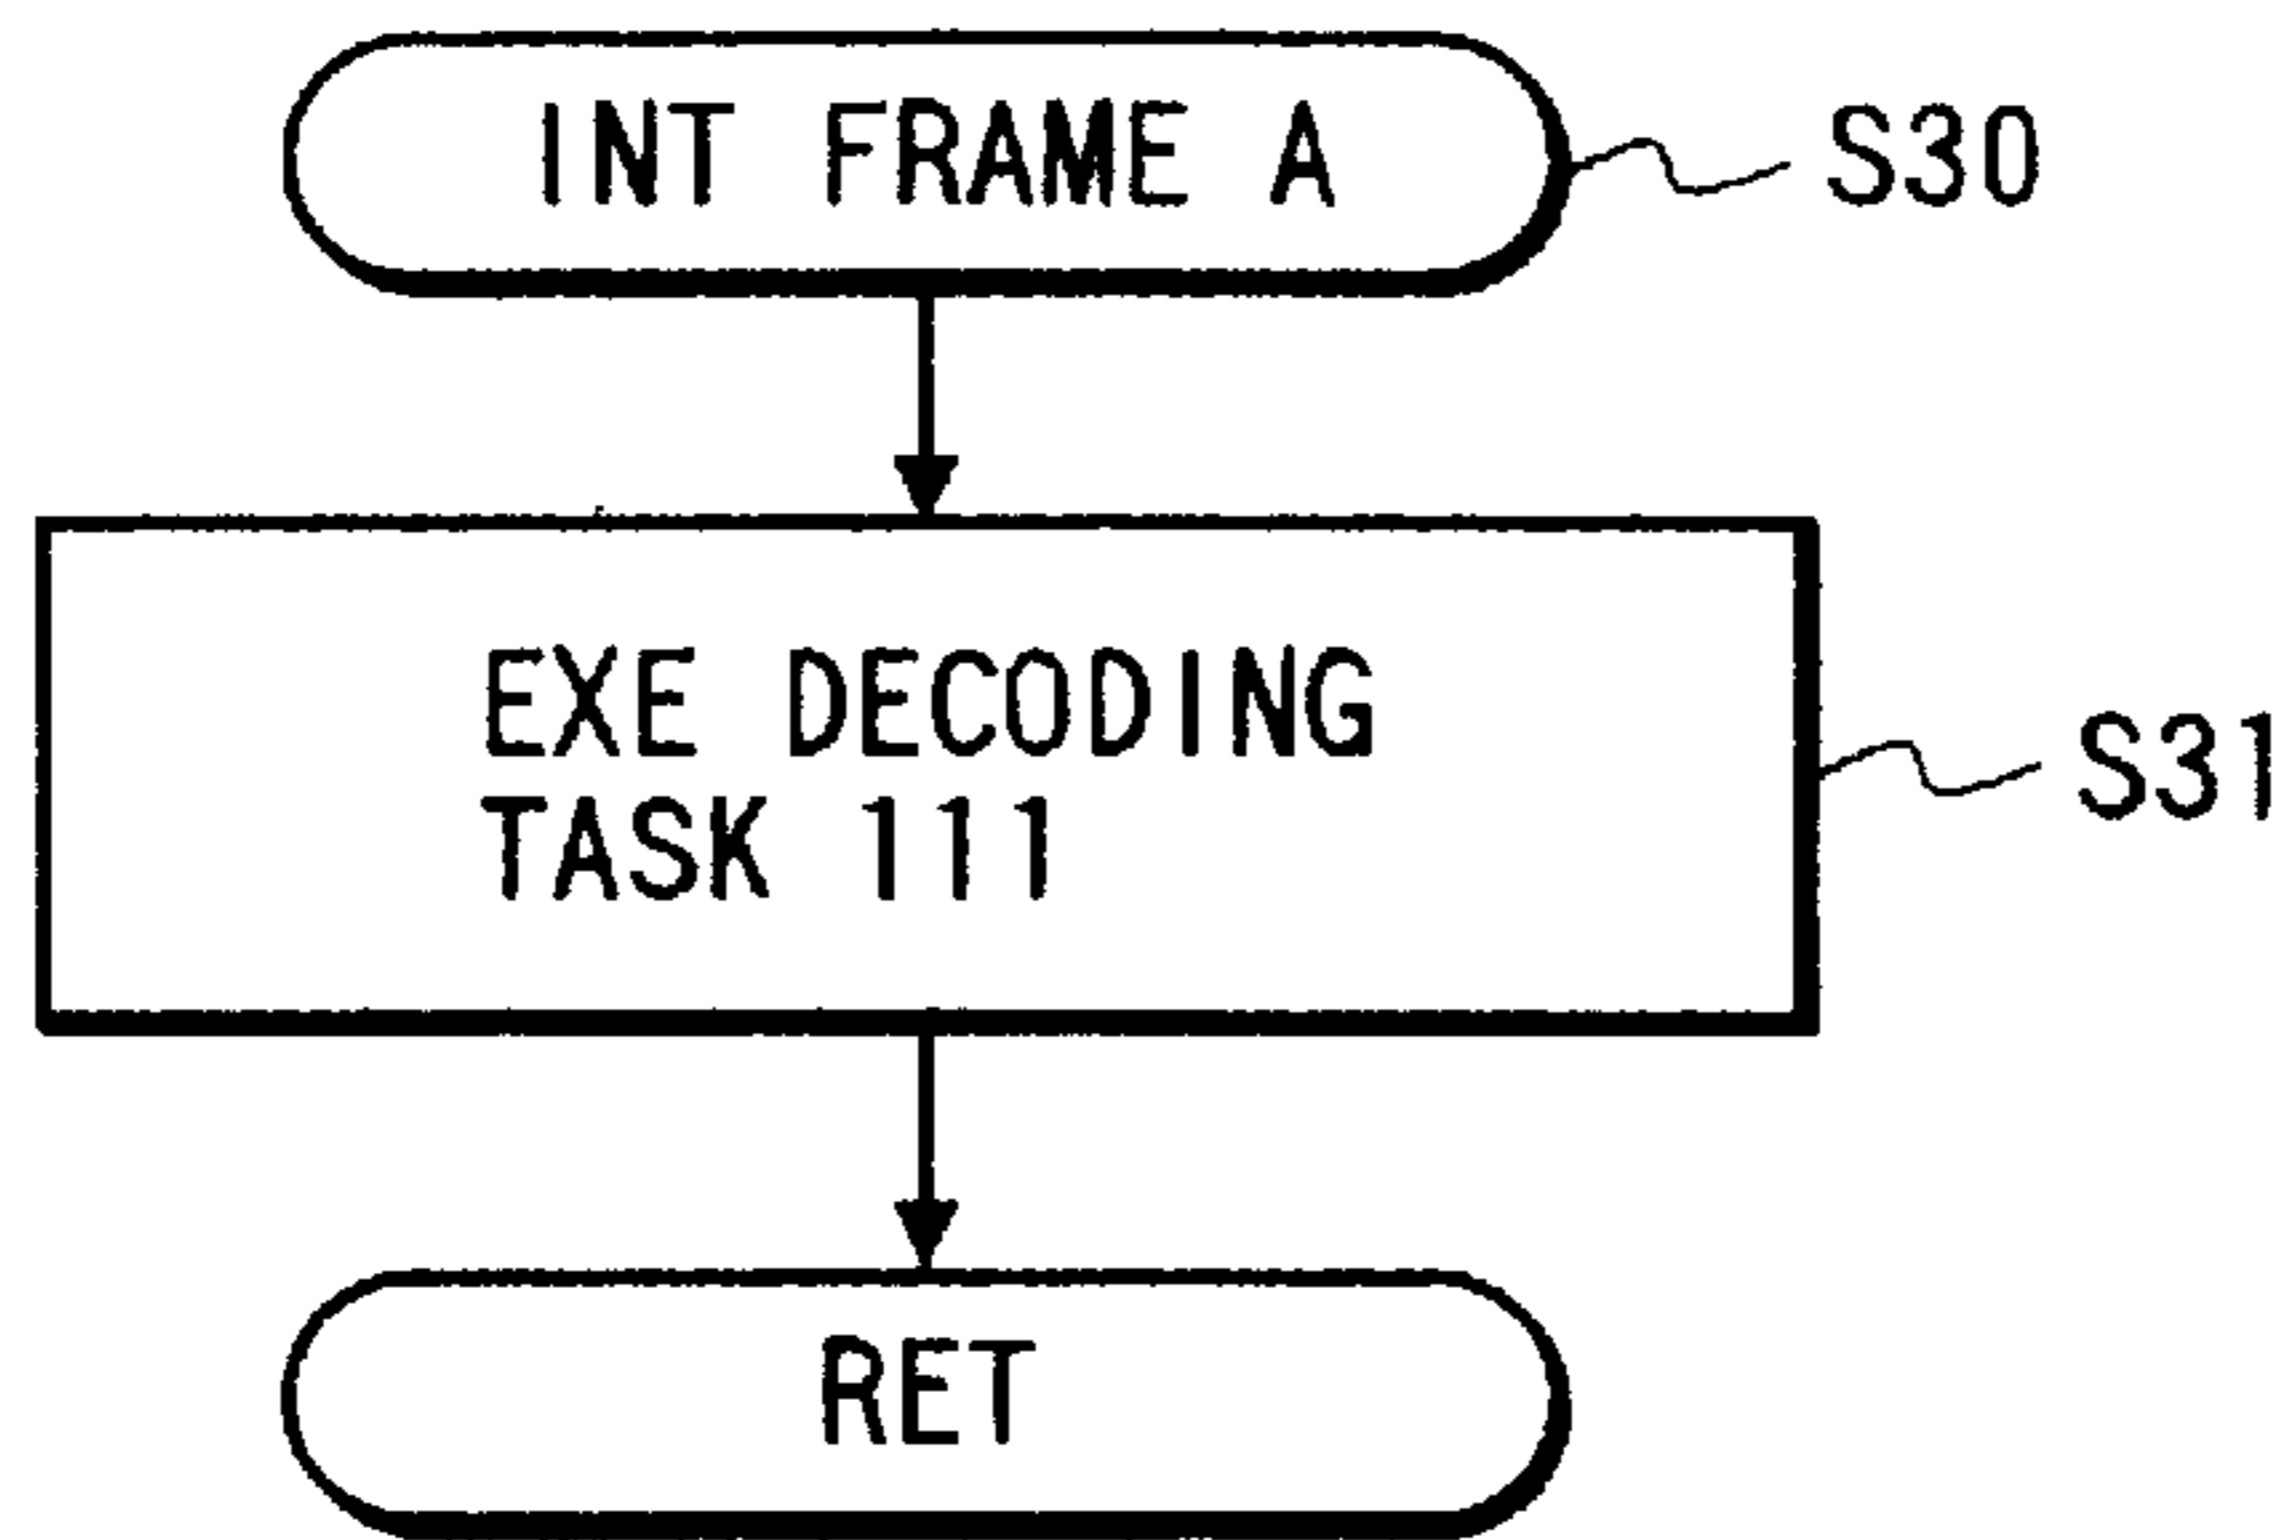 INT FRAME A
S30
EXE DECODING
TASK 111
S31
RET